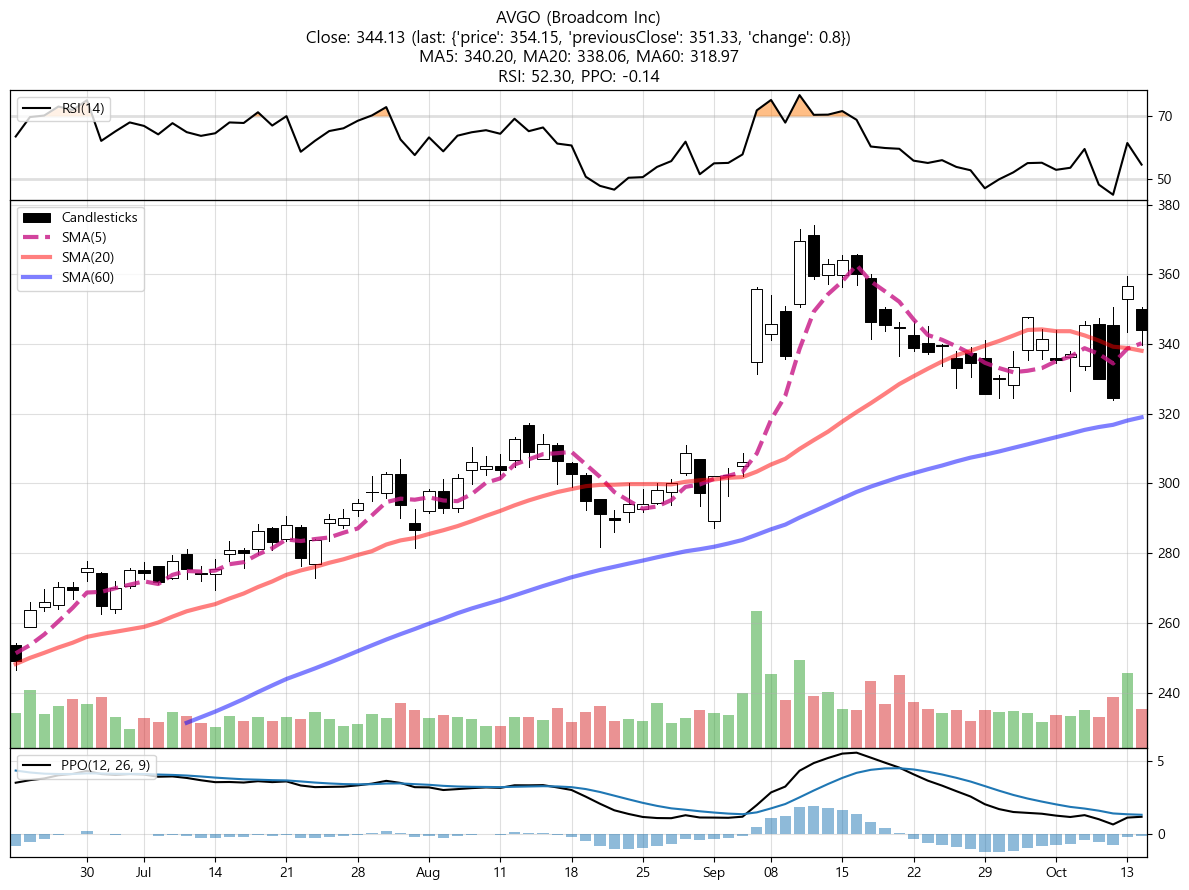 AVGO (Broadcom Inc)
Close: 344.13 (last: {'price': 354.15, 'previousClose': 351.33, 'change': 0.8})
MA5: 340.20, MA20: 338.06, MA60: 318.97
RSI: 52.30, PPO: -0.14
RSI(14)
70
50
Candlesticks
SMA(5)
SMA(20)
SMA(60)
380
360
340
320
300
280
260
240
PPO(12, 26, 9)
5
0
30 Jul 14 21 28 Aug 11 18 25 Sep 08 15 22 29 Oct 13